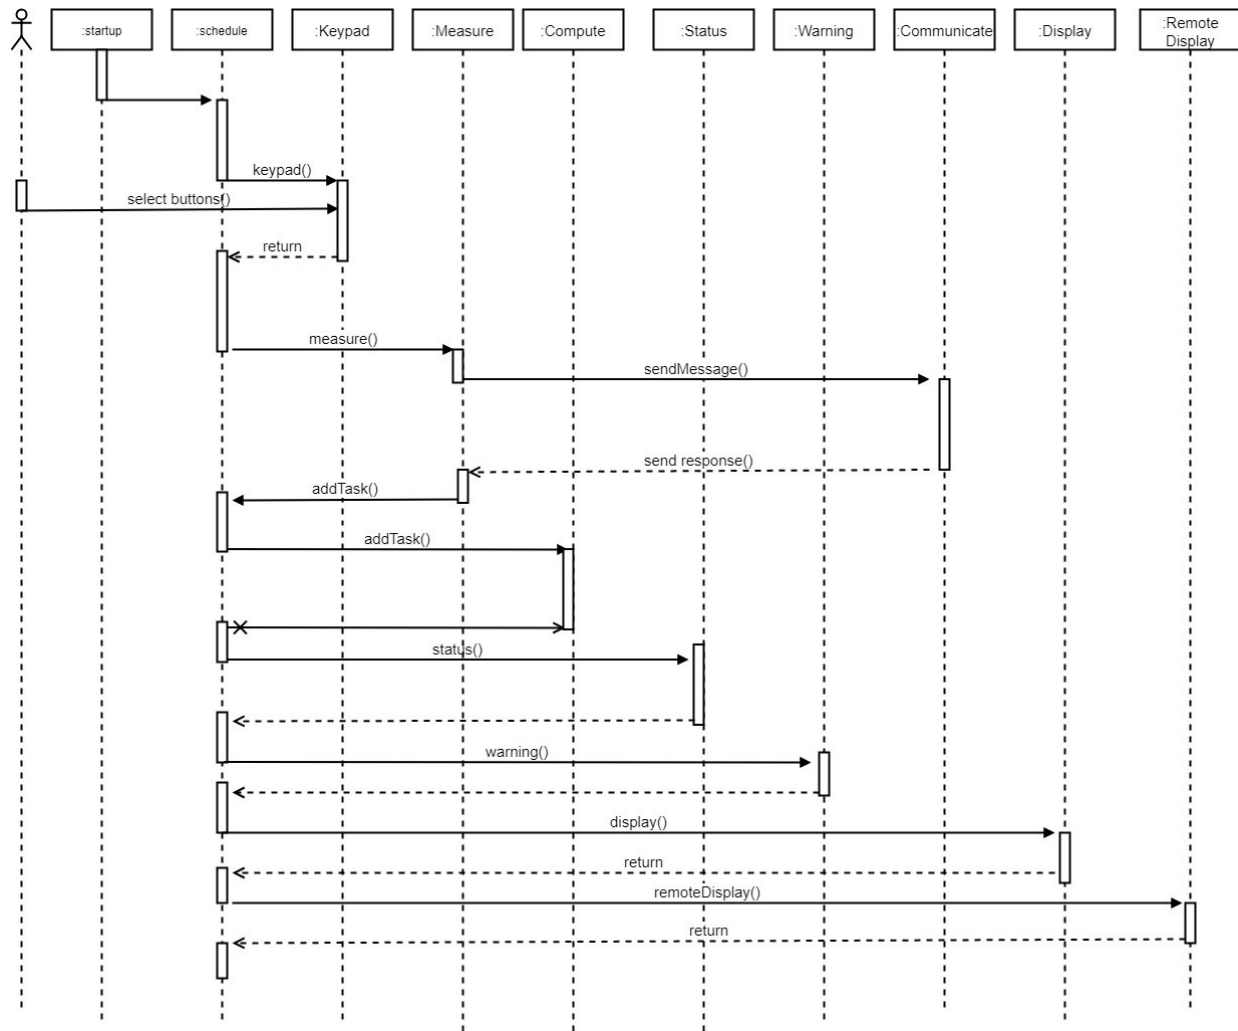 :startup
:schedule
:Keypad
:Measure
:Compute
:Status
:Warning
:Communicate
:Display
:Remote
Display
keypad()
select buttons()
return
measure()
sendMessage()
send response()
addTask()
addTask()
status()
warning()
display()
return
remoteDisplay()
return